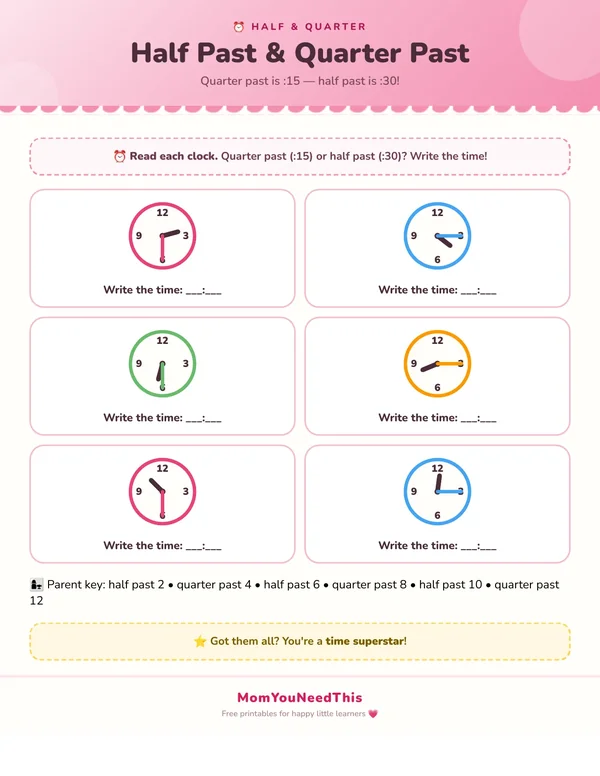 ⏰ HALF & QUARTER
Half Past & Quarter Past
Quarter past is :15 — half past is :30!
⏰ Read each clock. Quarter past (:15) or half past (:30)? Write the time!
12
9 3
6
Write the time: ___:___
12
9 3
6
Write the time: ___:___
12
9 3
6
Write the time: ___:___
12
9 3
6
Write the time: ___:___
12
9 3
6
Write the time: ___:___
12
9 3
6
Write the time: ___:___
Parent key: half past 2 • quarter past 4 • half past 6 • quarter past 8 • half past 10 • quarter past
12
⭐ Got them all? You're a time superstar!
MomYouNeedThis
Free printables for happy little learners 💗